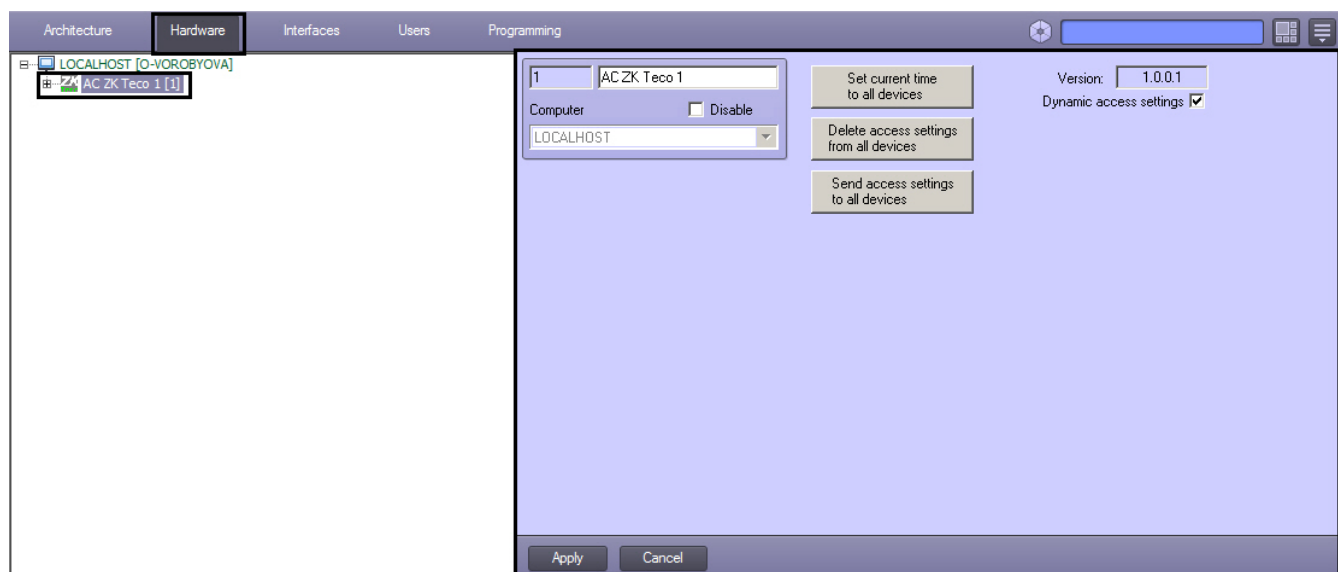 Architecture Hardware Interfaces Users Programming
LOCALHOST [O-VOROBYOVA]
ZK AC ZK Teco 1 [1]
1 AC ZK Teco 1
Computer Disable
LOCALHOST
Set current time
to all devices
Delete access settings
from all devices
Send access settings
to all devices
Version: 1.0.0.1
Dynamic access settings
Apply Cancel